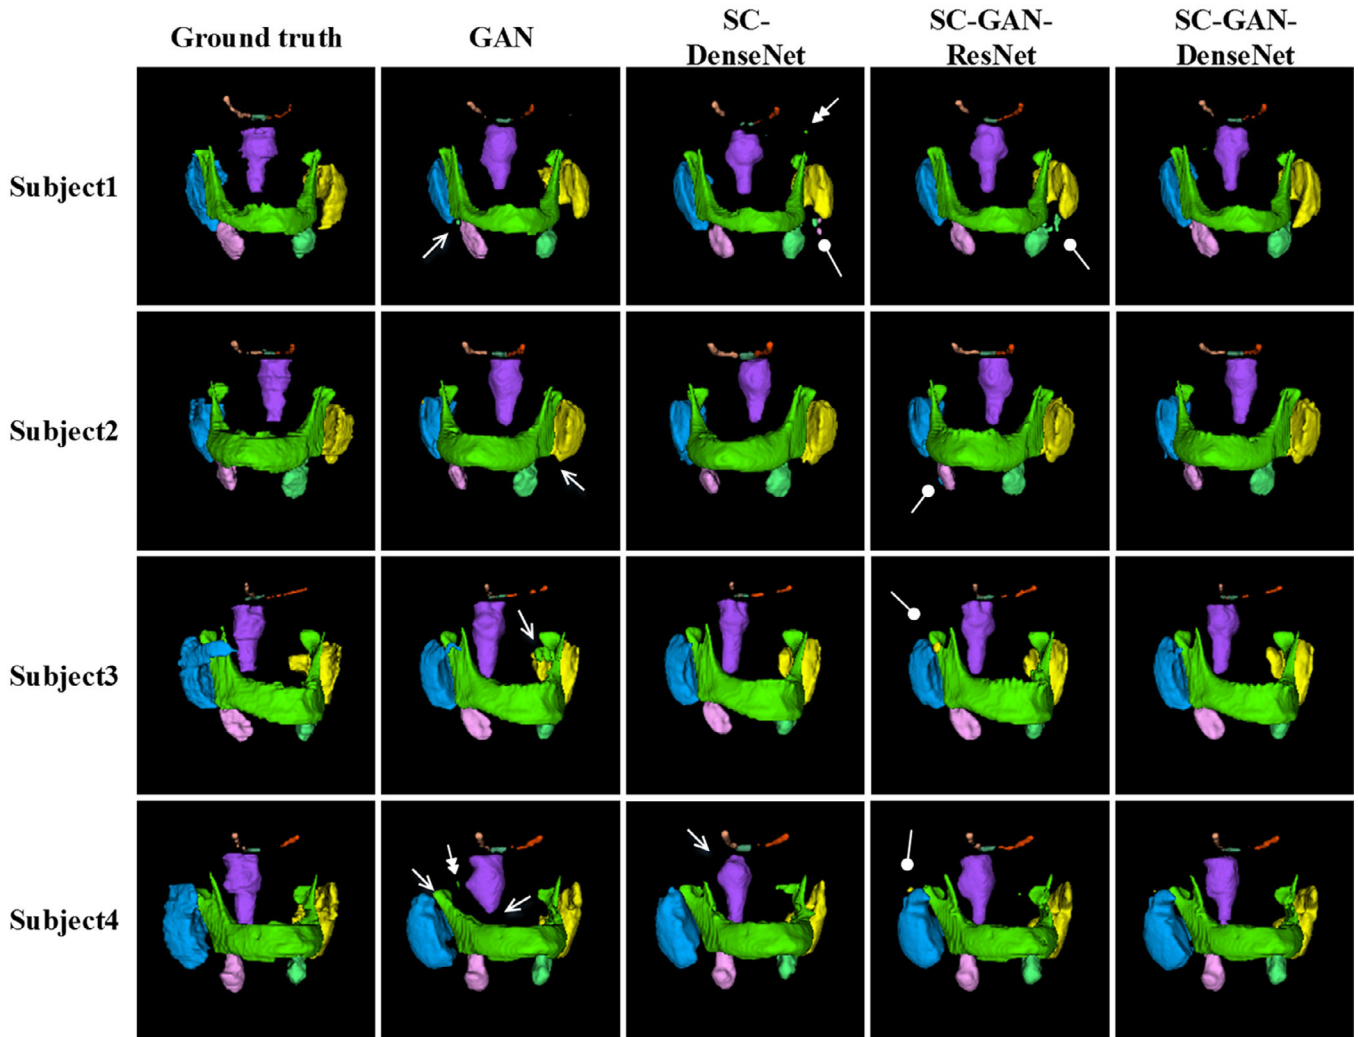 Ground truth
GAN
SC-
DenseNet
SC-GAN-
ResNet
SC-GAN-
DenseNet
Subject1
Subject2
Subject3
Subject4